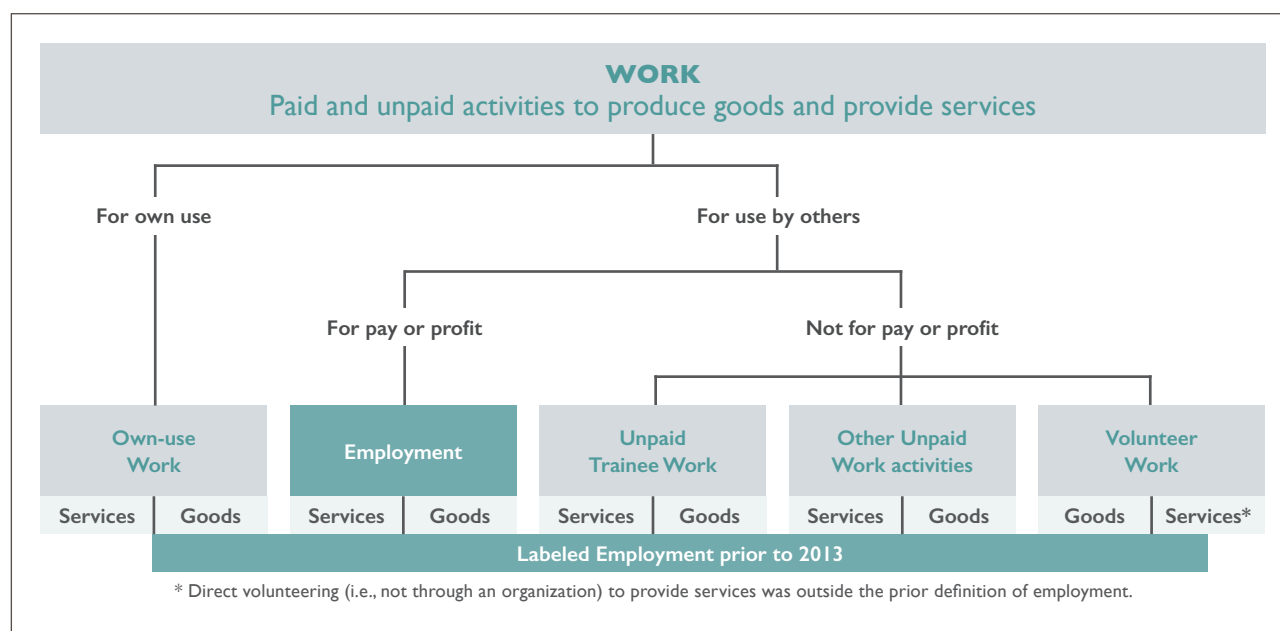 WORK
Paid and unpaid activities to produce goods and provide services
For own use
For use by others
For pay or profit
Not for pay or profit
Own-use
Work
Employment
Unpaid
Trainee Work
Other Unpaid
Work activities
Volunteer
Work
Services
Goods
Services
Goods
Services
Goods
Services
Goods
Goods
Services*
Labeled Employment prior to 2013
* Direct volunteering (i.e., not through an organization) to provide services was outside the prior definition of employment.